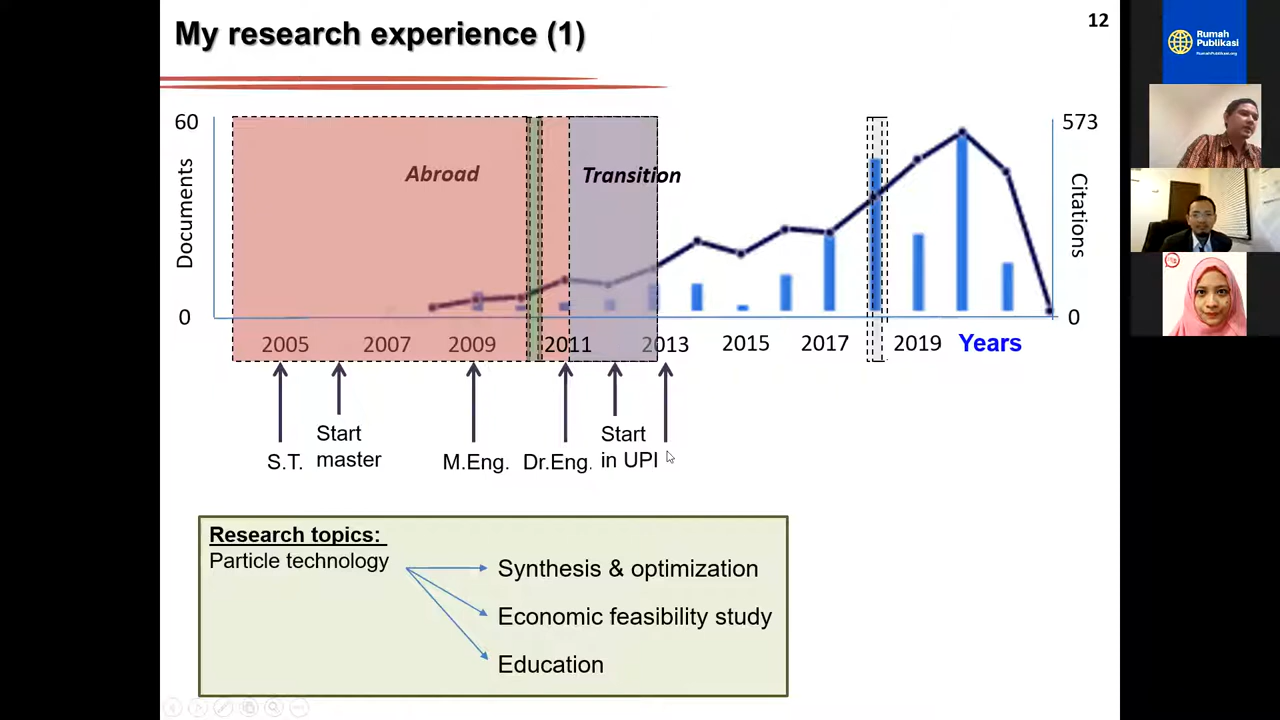 My research experience (1)
12
Rumah
Publikasi
RumahPublikasi.org
60
573
Abroad
Transition
Documents
Citations
0
0
2005 2007 2009 2011 2013 2015 2017 2019 Years
S.T.
Start
master
M.Eng.
Dr.Eng.
Start
in UPI
Research topics:
Particle technology
Synthesis & optimization
Economic feasibility study
Education